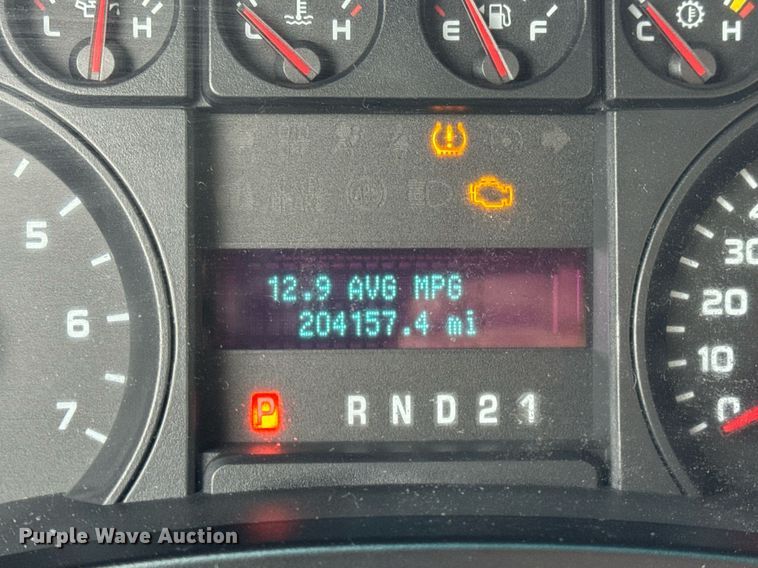 L H
H
E F
C H
5
6
7
4
30
20
10
0
12.9 AVG MPG
204157.4 mi
P R N D 2 1
Purple Wave Auction